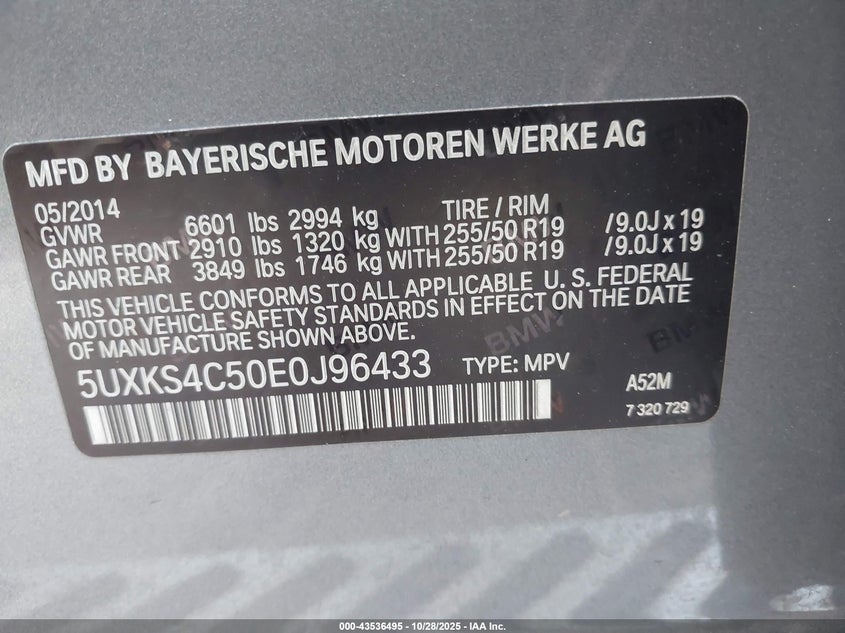 MFD BY BAYERISCHE MOTOREN WERKE AG
05/2014 TIRE / RIM
GVWR 6601 lbs 2994 kg
GAWR FRONT 2910 lbs 1320 kg WITH 255/50 R19 /9.0J x 19
GAWR REAR 3849 lbs 1746 kg WITH 255/50 R19 /9.0J x 19
THIS VEHICLE CONFORMS TO ALL APPLICABLE U. S. FEDERAL
MOTOR VEHICLE SAFETY STANDARDS IN EFFECT ON THE DATE
OF MANUFACTURE SHOWN ABOVE.
5UXKS4C50E0J96433 TYPE: MPV A52M
7 320 729
BMW
000-43536495 - 10/28/2025 - IAA Inc.